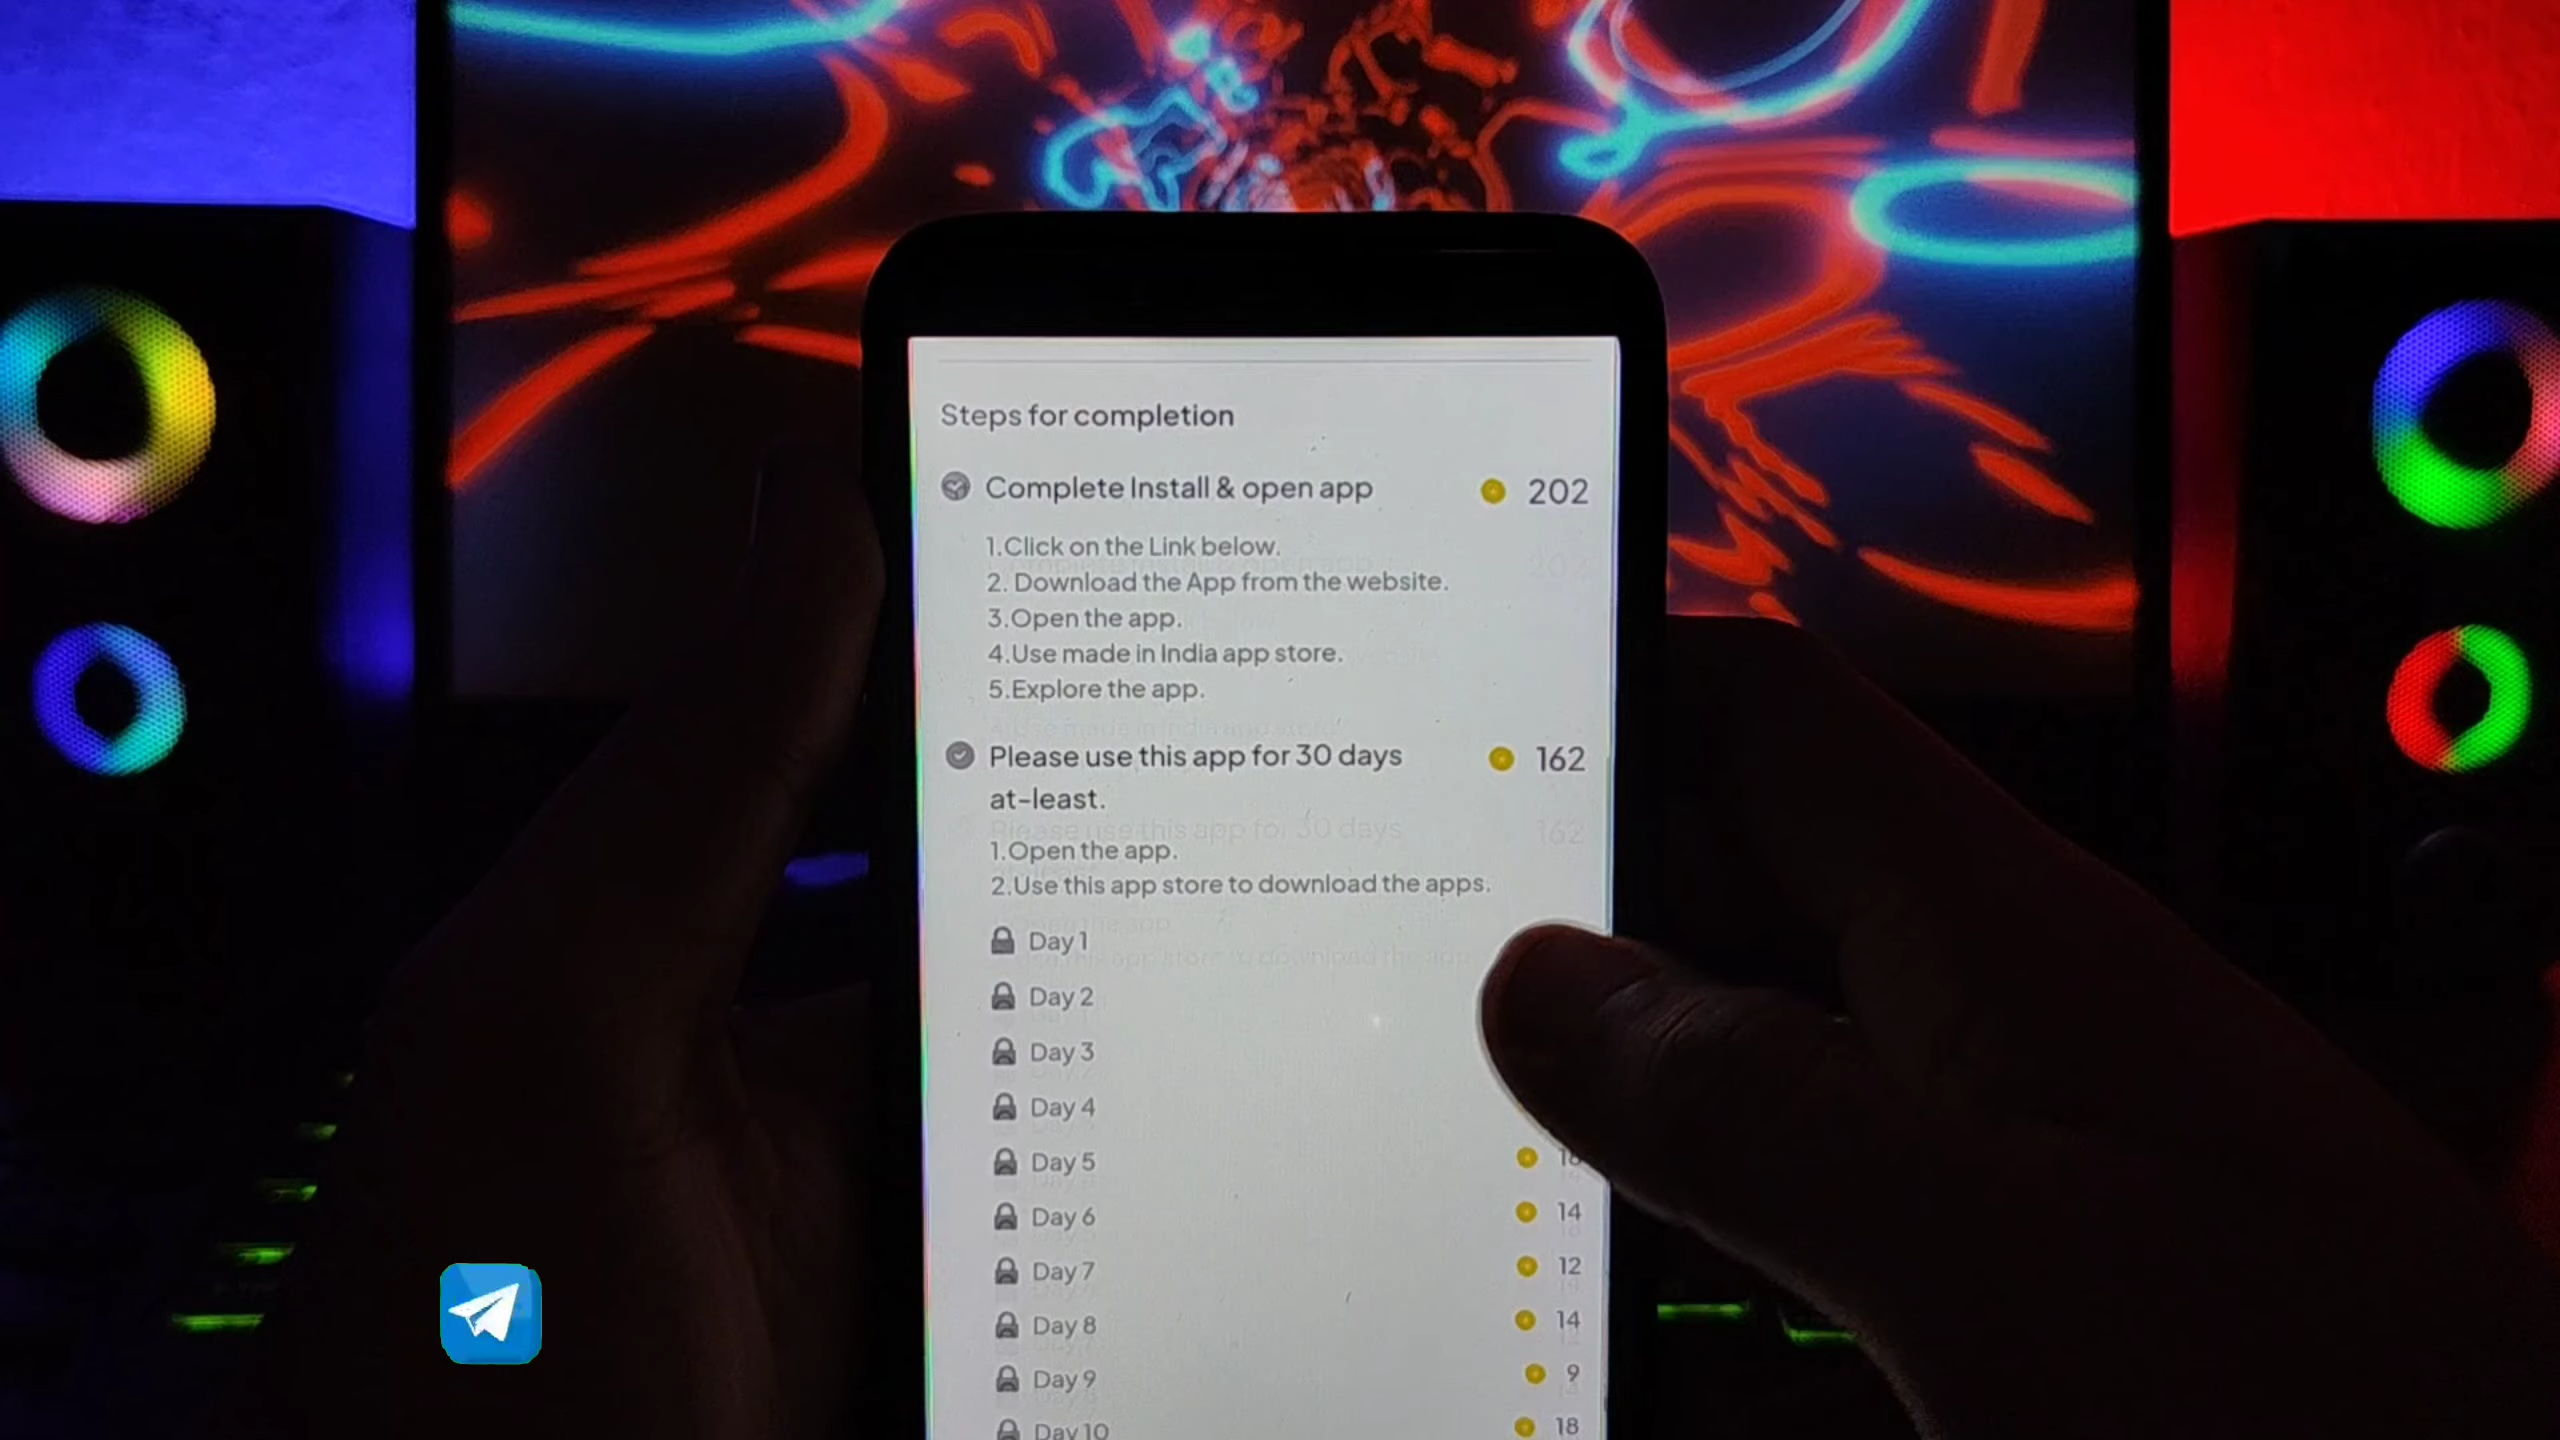 Steps for completion
Complete Install & open app 202
1.Click on the Link below.
2. Download the App from the website.
3.Open the app.
4.Use made in India app store.
5.Explore the app.
Please use this app for 30 days 162
at-least.
1.Open the app.
2.Use this app store to download the apps.
Day 1
Day 2
Day 3
Day 4
Day 5
Day 6 14
Day 7 12
Day 8 14
Day 9 9
Day 10 18